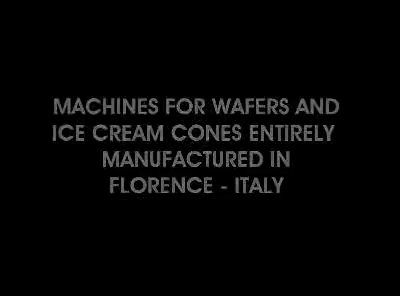 MACHINES FOR WAFERS AND
ICE CREAM CONES ENTIRELY
MANUFACTURED IN
FLORENCE - ITALY